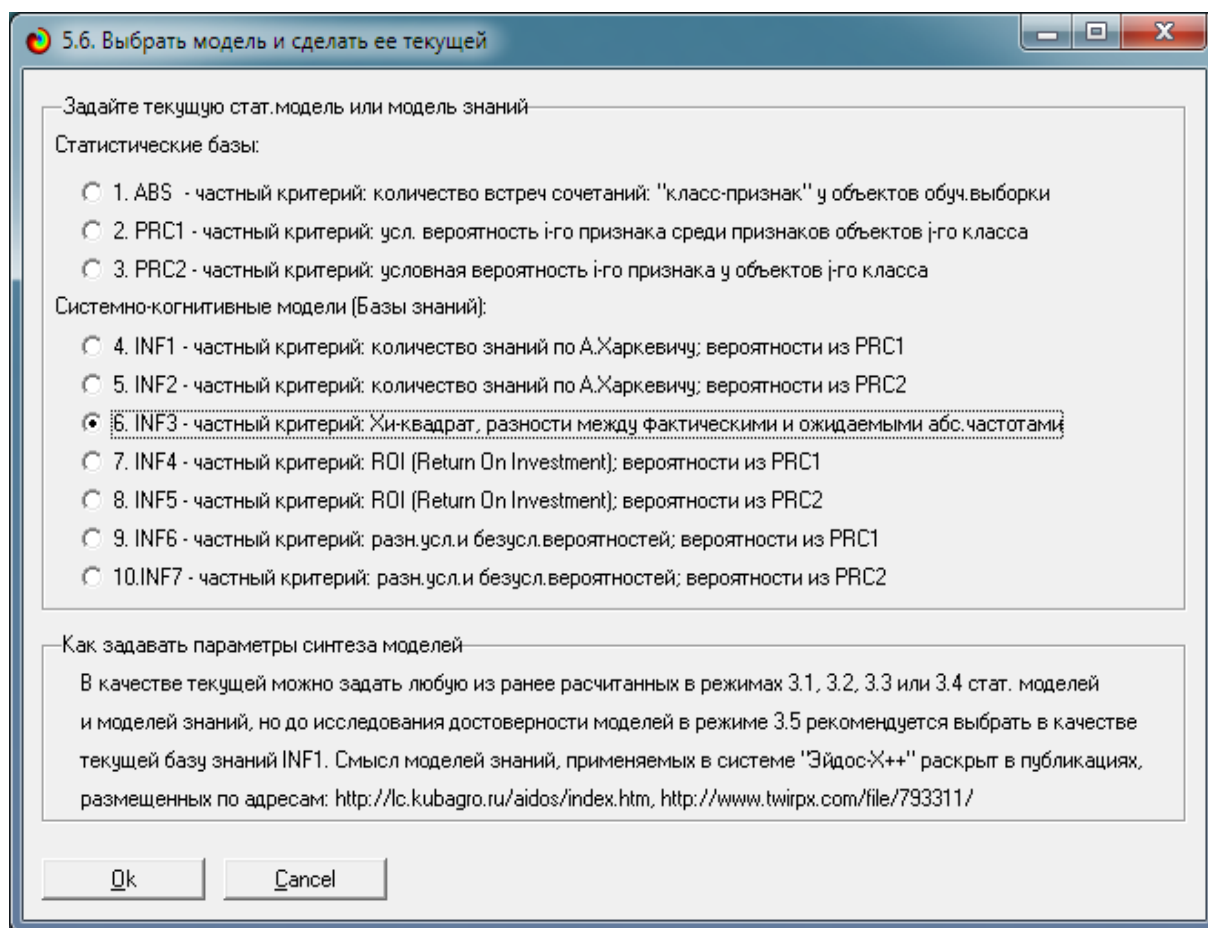 5.6. Выбрать модель и сделать ее текущей
Задайте текущую стат.модель или модель знаний
Статистические базы:
1. ABS - частный критерий: количество встреч сочетаний: "класс-признак" у объектов обуч.выборки
2. PRC1 - частный критерий: усл. вероятность i-го признака среди признаков объектов j-го класса
3. PRC2 - частный критерий: условная вероятность i-го признака у объектов j-го класса
Системно-когнитивные модели (Базы знаний):
4. INF1 - частный критерий: количество знаний по А.Харкевичу; вероятности из PRC1
5. INF2 - частный критерий: количество знаний по А.Харкевичу; вероятности из PRC2
6. INF3 - частный критерий: Хи-квадрат, разности между фактическими и ожидаемыми абс.частотами
7. INF4 - частный критерий: ROI (Return On Investment); вероятности из PRC1
8. INF5 - частный критерий: ROI (Return On Investment); вероятности из PRC2
9. INF6 - частный критерий: разн.усл.и безусл.вероятностей; вероятности из PRC1
10.INF7 - частный критерий: разн.усл.и безусл.вероятностей; вероятности из PRC2
Как задавать параметры синтеза моделей
В качестве текущей можно задать любую из ранее расчитанных в режимах 3.1, 3.2, 3.3 или 3.4 стат. моделей
и моделей знаний, но до исследования достоверности моделей в режиме 3.5 рекомендуется выбрать в качестве
текущей базу знаний INF1. Смысл моделей знаний, применяемых в системе "Эйдос-X++" раскрыт в публикациях,
размещенных по адресам: http://lc.kubagro.ru/aidos/index.htm, http://www.twirpx.com/file/793311/
Ok
Cancel